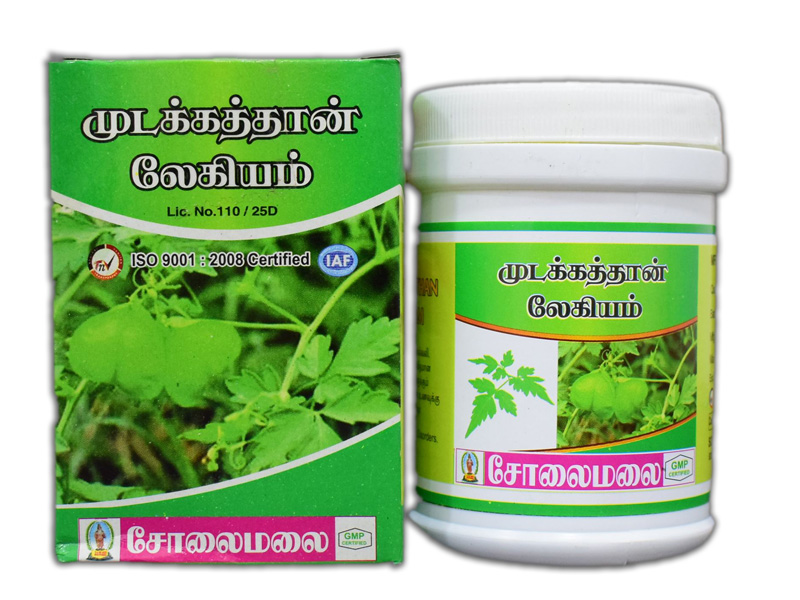 முடக்கத்தான்
லேகியம்
Lic. No.110 / 25D
ISO 9001 : 2008 Certified
IAF
சோலைமலை
GMP
CERTIFIED
முடக்கத்தான்
லேகியம்
சோலைமலை
GMP
CERTIFIED